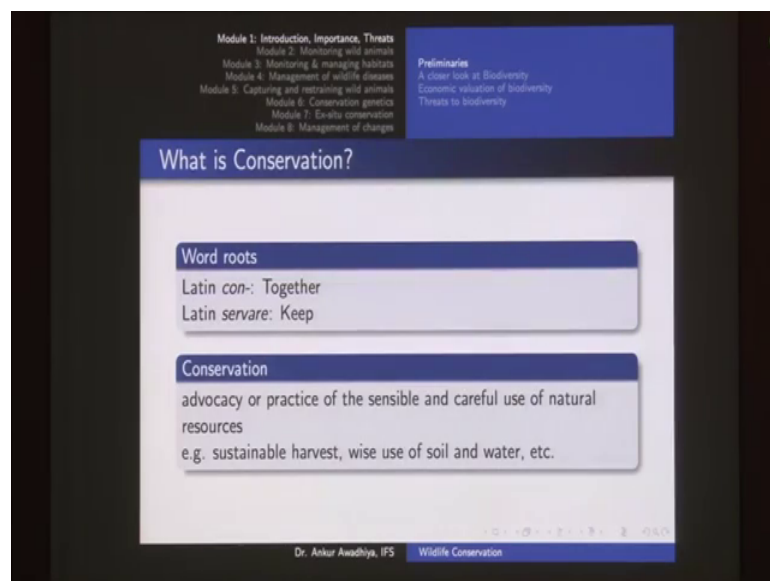 Module 1: Introduction, Importance, Threats
Module 2: Monitoring wild animals
Module 3: Monitoring & managing habitats
Module 4: Management of wildlife diseases
Module 5: Capturing and restraining wild animals
Module 6: Conservation genetics
Module 7: Ex-situ conservation
Module 8: Management of changes
Preliminaries
A closer look at Biodiversity
Economic valuation of biodiversity
Threats to biodiversity
What is Conservation?
Word roots
Latin con-: Together
Latin servare: Keep
Conservation
advocacy or practice of the sensible and careful use of natural
resources
e.g. sustainable harvest, wise use of soil and water, etc.
Dr. Ankur Awadhiya, IFS
Wildlife Conservation